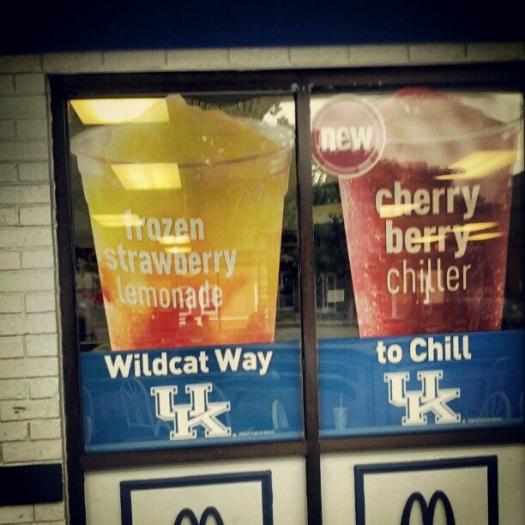 frozen
strawberry
lemonade
Wildcat Way
UK
new
cherry
berry
chiller
to Chill
UK